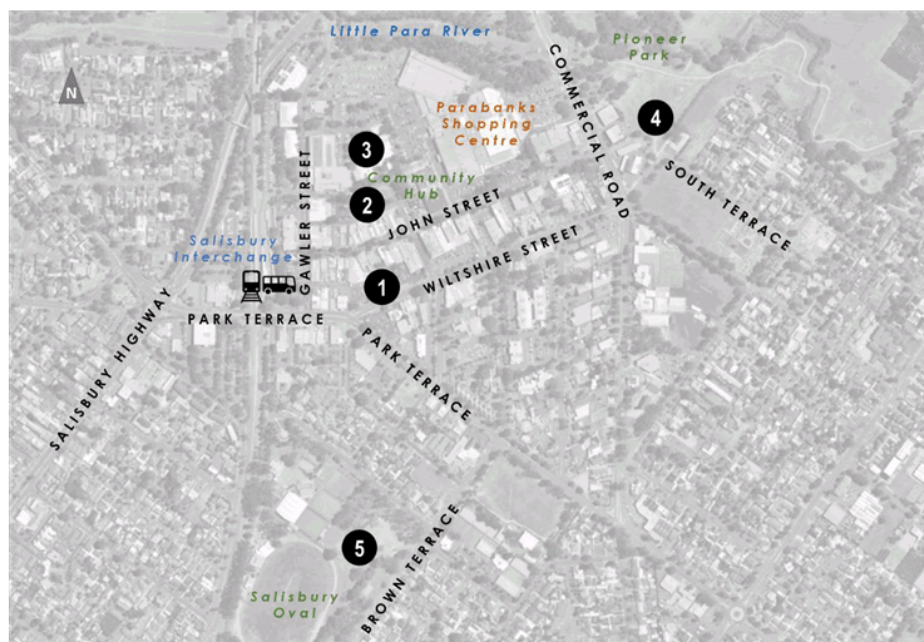 Little Para River
Pioneer
Park
N
COMMERCIAL ROAD
Parabanks
Shopping
Centre
4
3
GAWLER STREET
Community
Hub
SOUTH TERRACE
2
JOHN STREET
Salisbury
Interchange
WILTSHIRE STREET
1
PARK TERRACE
SALISBURY HIGHWAY
PARK TERRACE
5
BROWN TERRACE
Salisbury
Oval